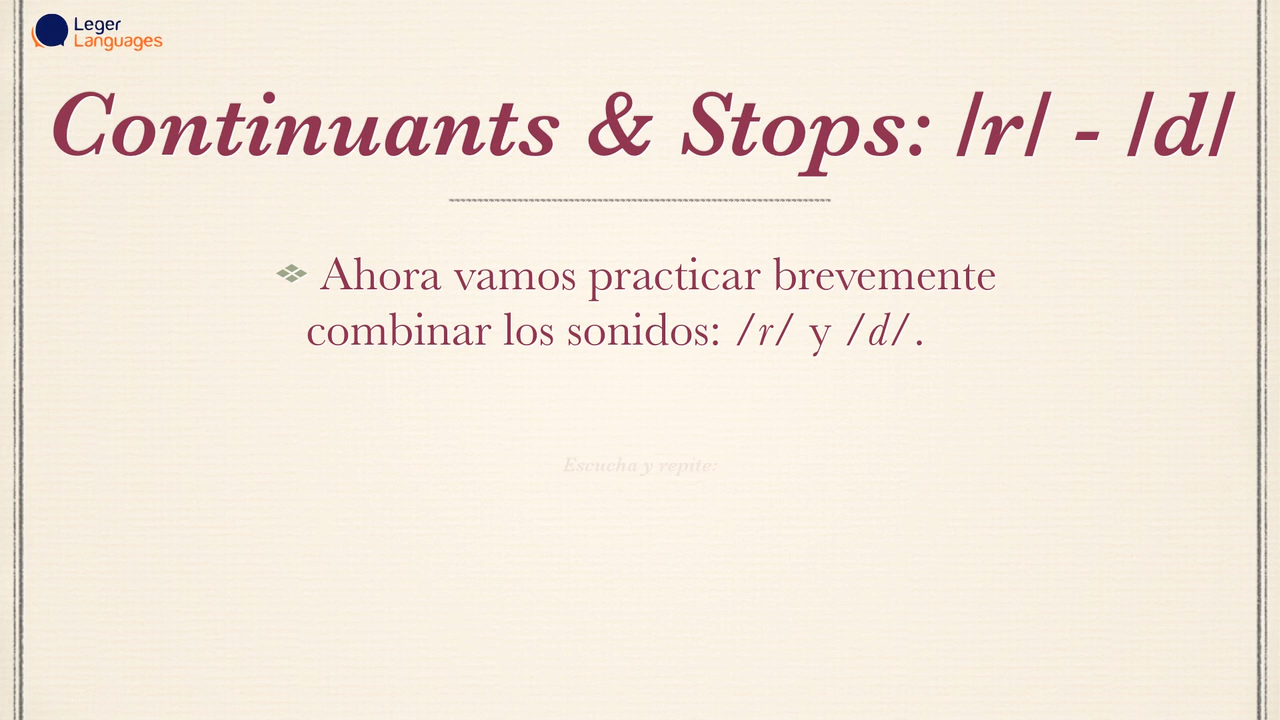 Leger
Languages
Continuants & Stops: /r/ - /d/
Ahora vamos practicar brevemente
combinar los sonidos: /r/ y /d/.
Escucha y repite: